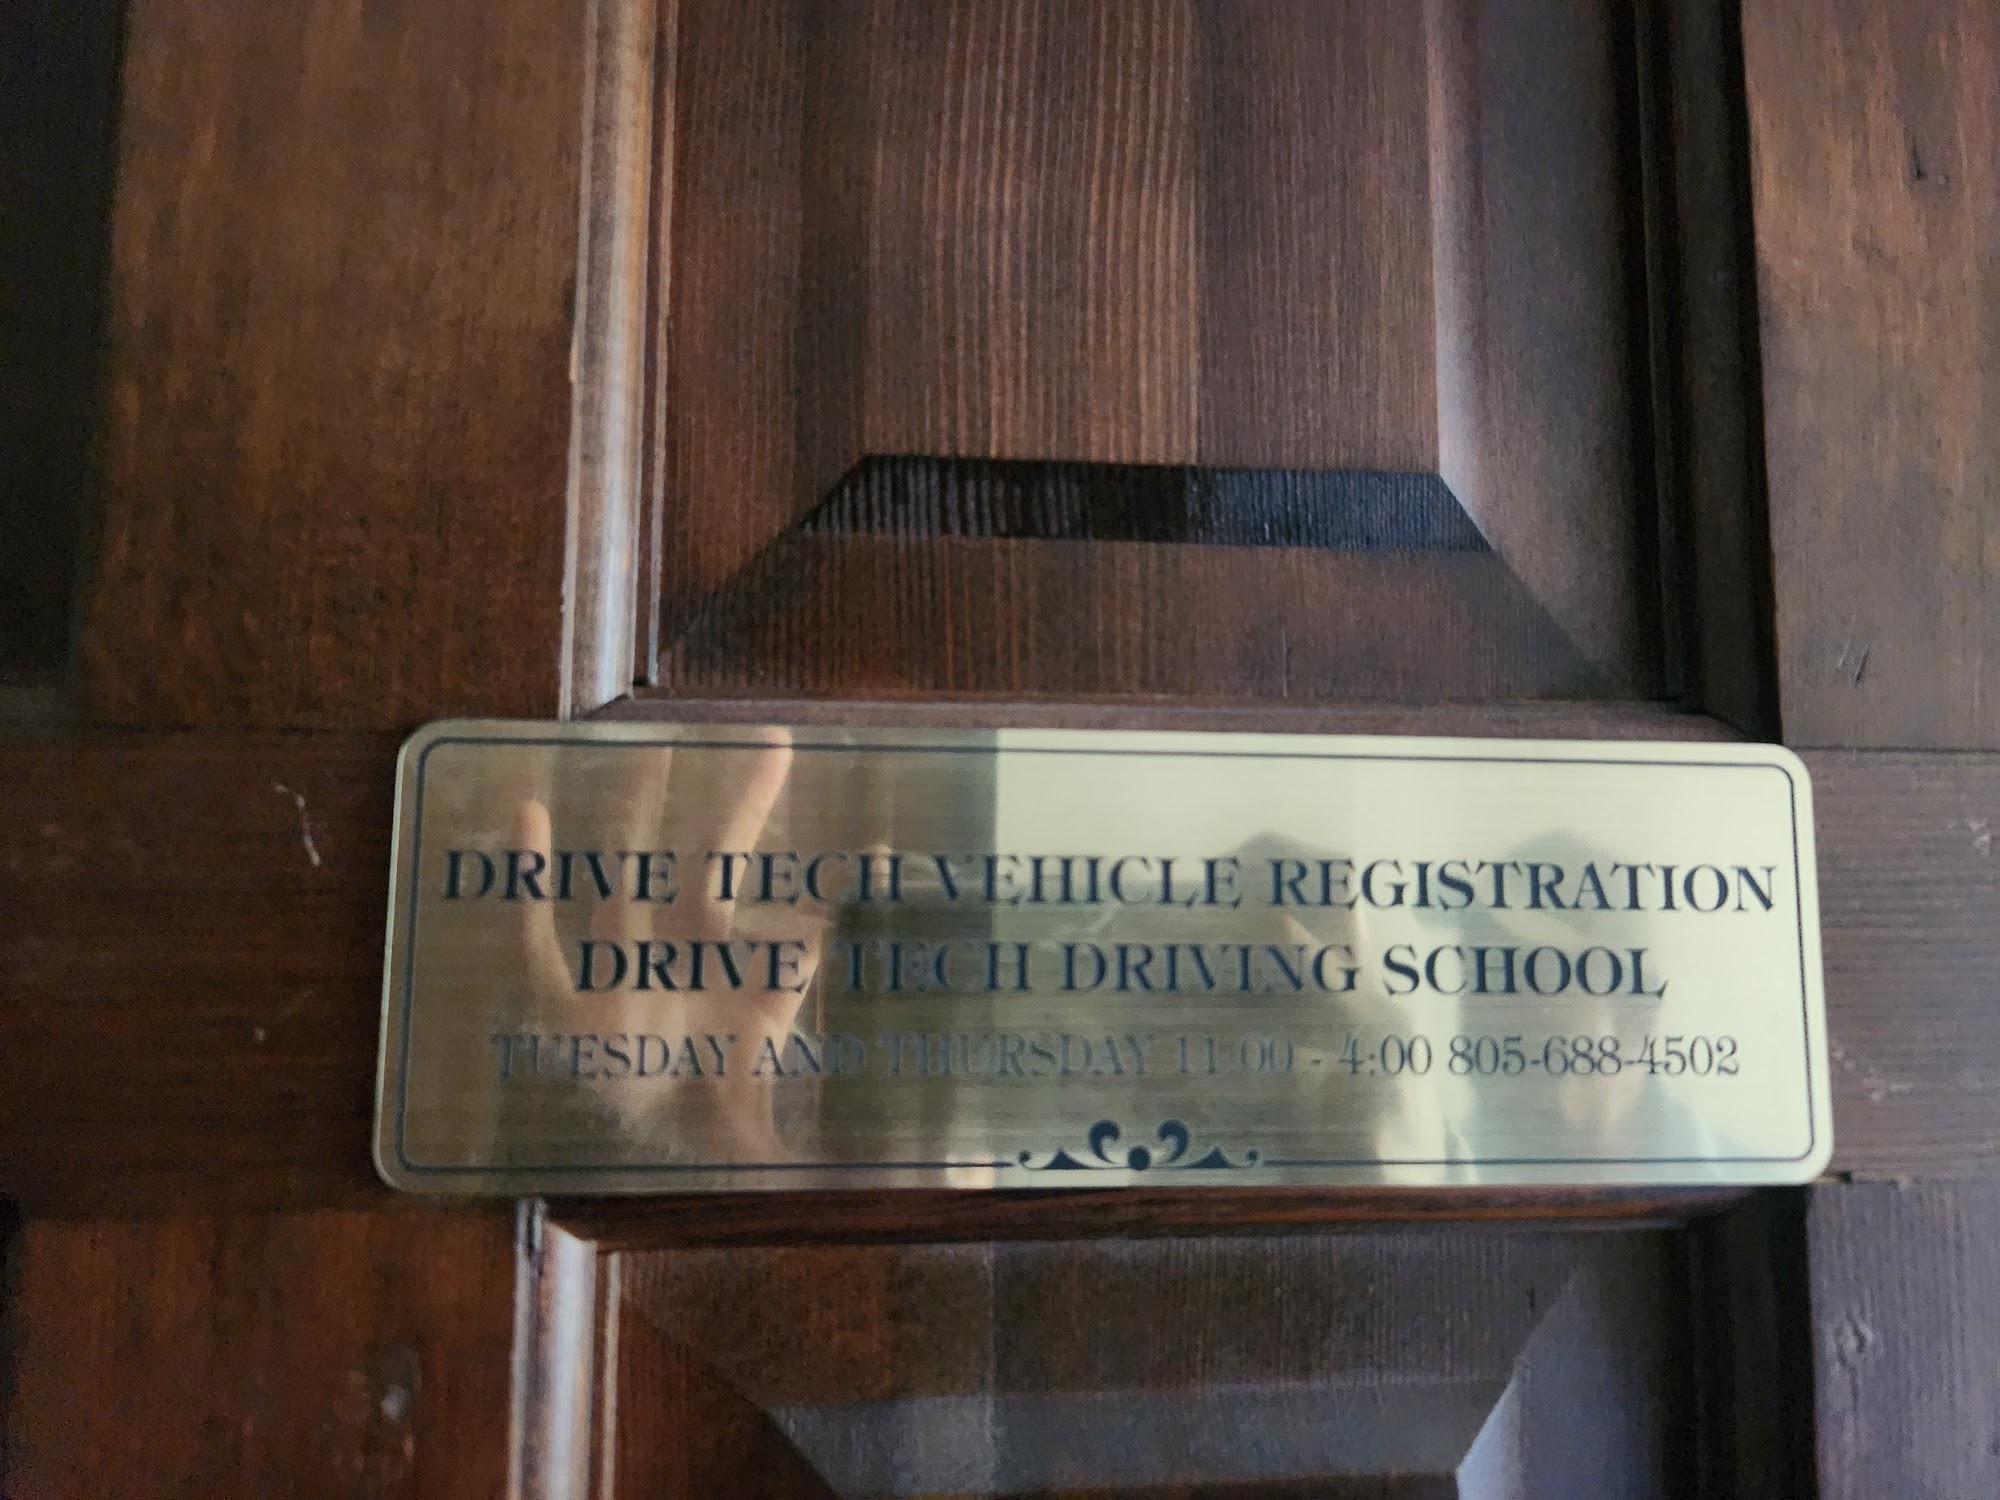 DRIVE TECH VEHICLE REGISTRATION
DRIVE TECH DRIVING SCHOOL
TUESDAY AND THURSDAY 11:00 - 4:00 805-688-4502